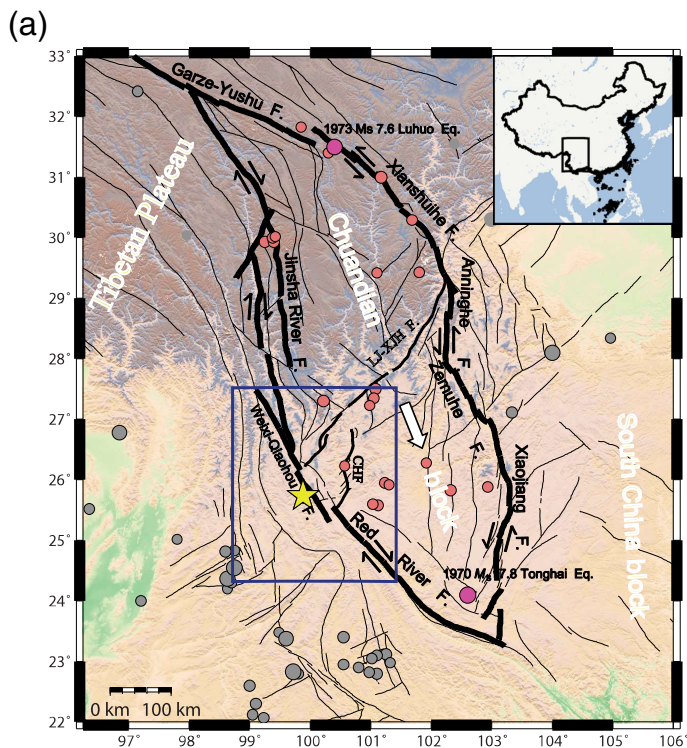 (a)
33°
32°
31°
30°
29°
28°
27°
26°
25°
24°
23°
22°
Garze-Yushu F.
1973 Ms 7.6 Luhuo Eq.
Xianshuihe F.
Tibetan Plateau
Chuandian
block
Jinsha River F.
Anninghe F
LJ-XJH F.
Zemuhe F.
Weixi-Qiaohou F.
CHF
Xiaojiang F.
South China block
Red River F.
1970 Ms 7.8 Tonghai Eq.
0 km 100 km
97° 98° 99° 100° 101° 102° 103° 104° 105° 106°